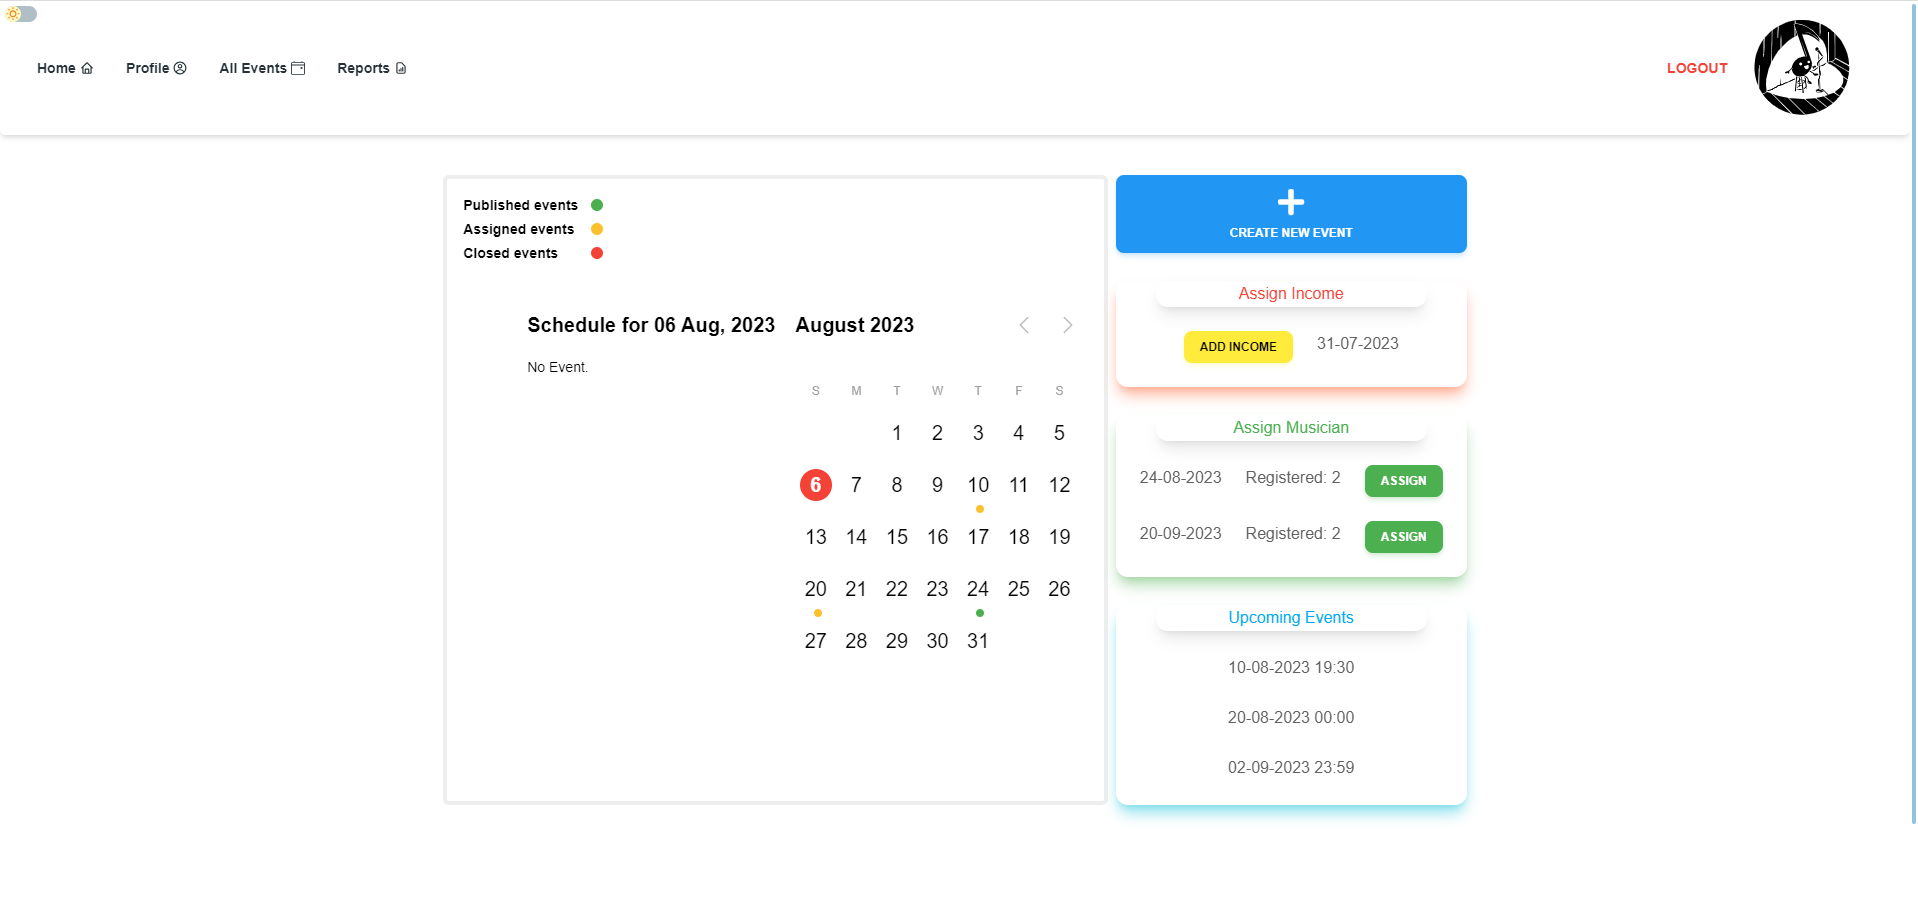 Home
Profile
All Events
Reports
LOGOUT
Published events
Assigned events
Closed events
Schedule for 06 Aug, 2023
No Event.
August 2023
S M T W T F S
1 2 3 4 5
6 7 8 9 10 11 12
13 14 15 16 17 18 19
20 21 22 23 24 25 26
27 28 29 30 31
CREATE NEW EVENT
Assign Income
ADD INCOME 31-07-2023
Assign Musician
24-08-2023 Registered: 2 ASSIGN
20-09-2023 Registered: 2 ASSIGN
Upcoming Events
10-08-2023 19:30
20-08-2023 00:00
02-09-2023 23:59